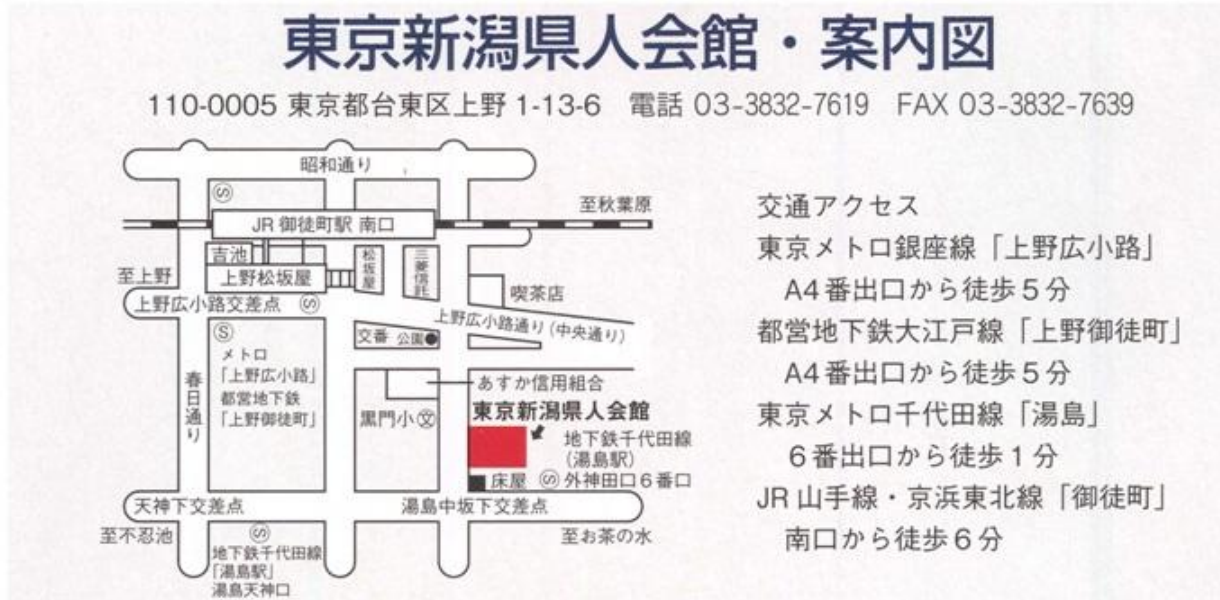 東京新潟県人会館・案内図
110-0005 東京都台東区上野 1-13-6 電話 03-3832-7619 FAX 03-3832-7639
昭和通り
Ⓢ
至秋葉原
JR 御徒町駅 南口
吉池
松坂屋
三菱信託
至上野
上野松坂屋
喫茶店
上野広小路交差点 Ⓢ
上野広小路通り(中央通り)
Ⓢ
交番 公園
メトロ
「上野広小路」
都営地下鉄
「上野御徒町」
春日通り
あすか信用組合
黒門小 文
東京新潟県人会館
地下鉄千代田線
(湯島駅)
床屋 Ⓢ 外神田口6番口
天神下交差点
湯島中坂下交差点
至不忍池
至お茶の水
Ⓢ
地下鉄千代田線
「湯島駅」
湯島天神口
交通アクセス
東京メトロ銀座線「上野広小路」
A4番出口から徒歩5分
都営地下鉄大江戸線「上野御徒町」
A4番出口から徒歩5分
東京メトロ千代田線「湯島」
6番出口から徒歩1分
JR 山手線・京浜東北線「御徒町」
南口から徒歩6分